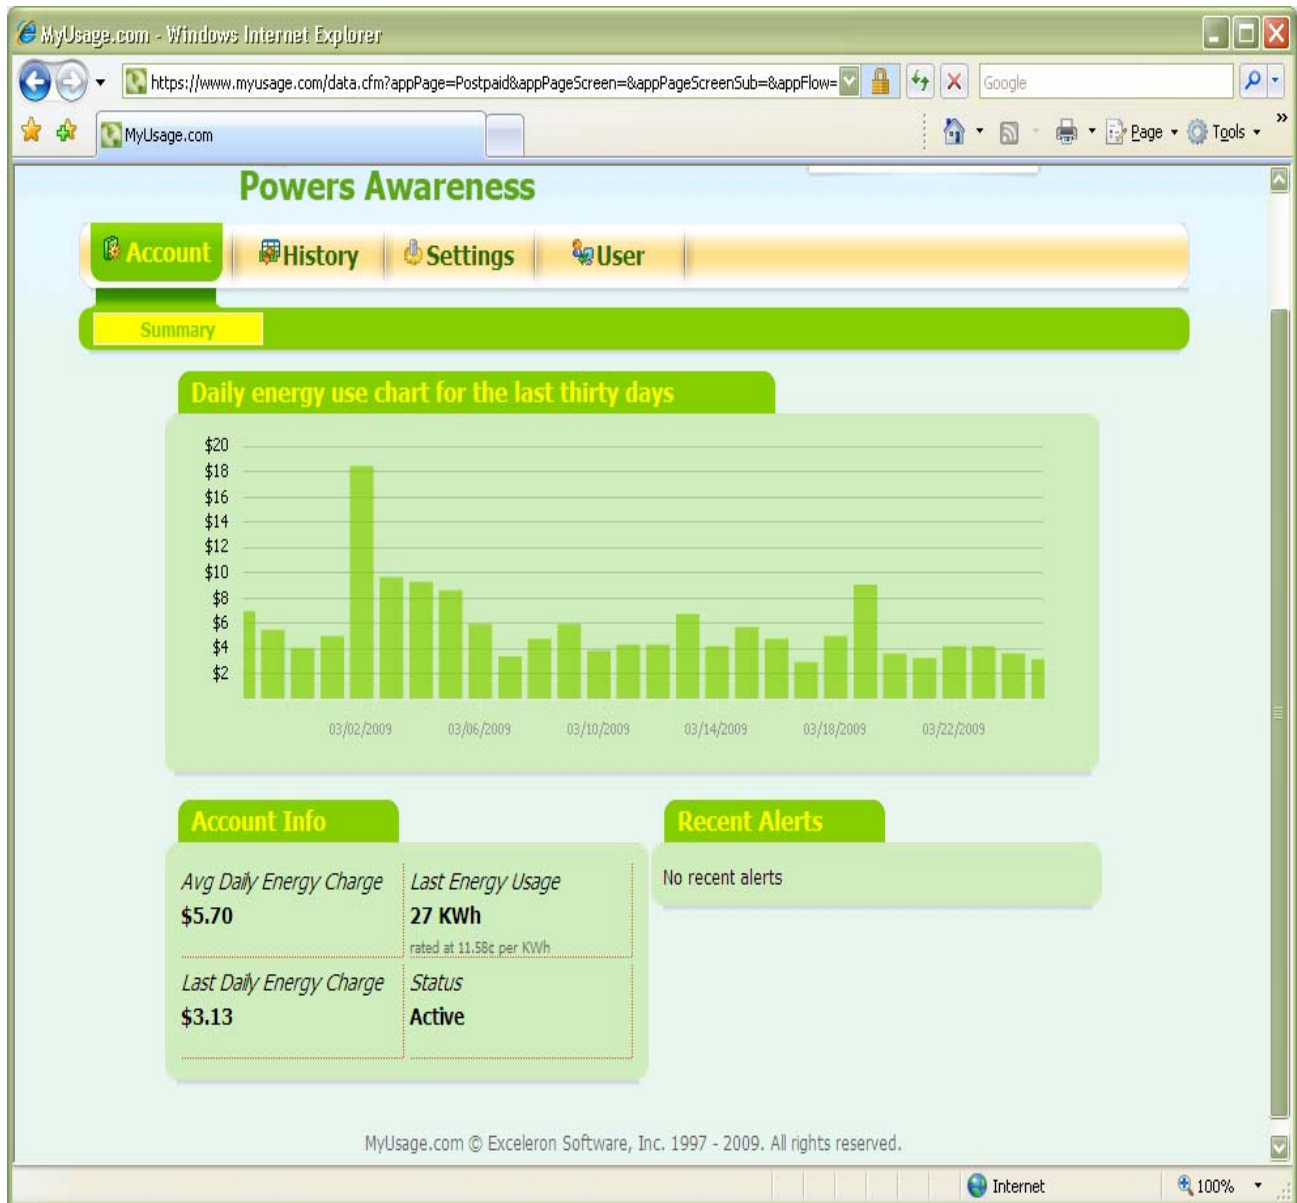 MyUsage.com - Windows Internet Explorer
https://www.myusage.com/data.cfm?appPage=Postpaid&appPageScreen=&appPageScreenSub=&appFlow=
Google
MyUsage.com
Page
Tools
»
Powers Awareness
Account History Settings User
Summary
Daily energy use chart for the last thirty days
$20
$18
$16
$14
$12
$10
$8
$6
$4
$2
03/02/2009 03/06/2009 03/10/2009 03/14/2009 03/18/2009 03/22/2009
Account Info
Avg Daily Energy Charge
$5.70
Last Energy Usage
27 KWh
rated at 11.58¢ per KWh
Last Daily Energy Charge
$3.13
Status
Active
Recent Alerts
No recent alerts
MyUsage.com © Exceleron Software, Inc. 1997 - 2009. All rights reserved.
Internet
100%